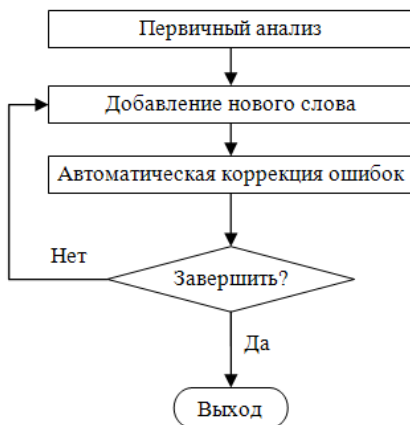 Первичный анализ
Добавление нового слова
Автоматическая коррекция ошибок
Нет
Завершить?
Да
Выход